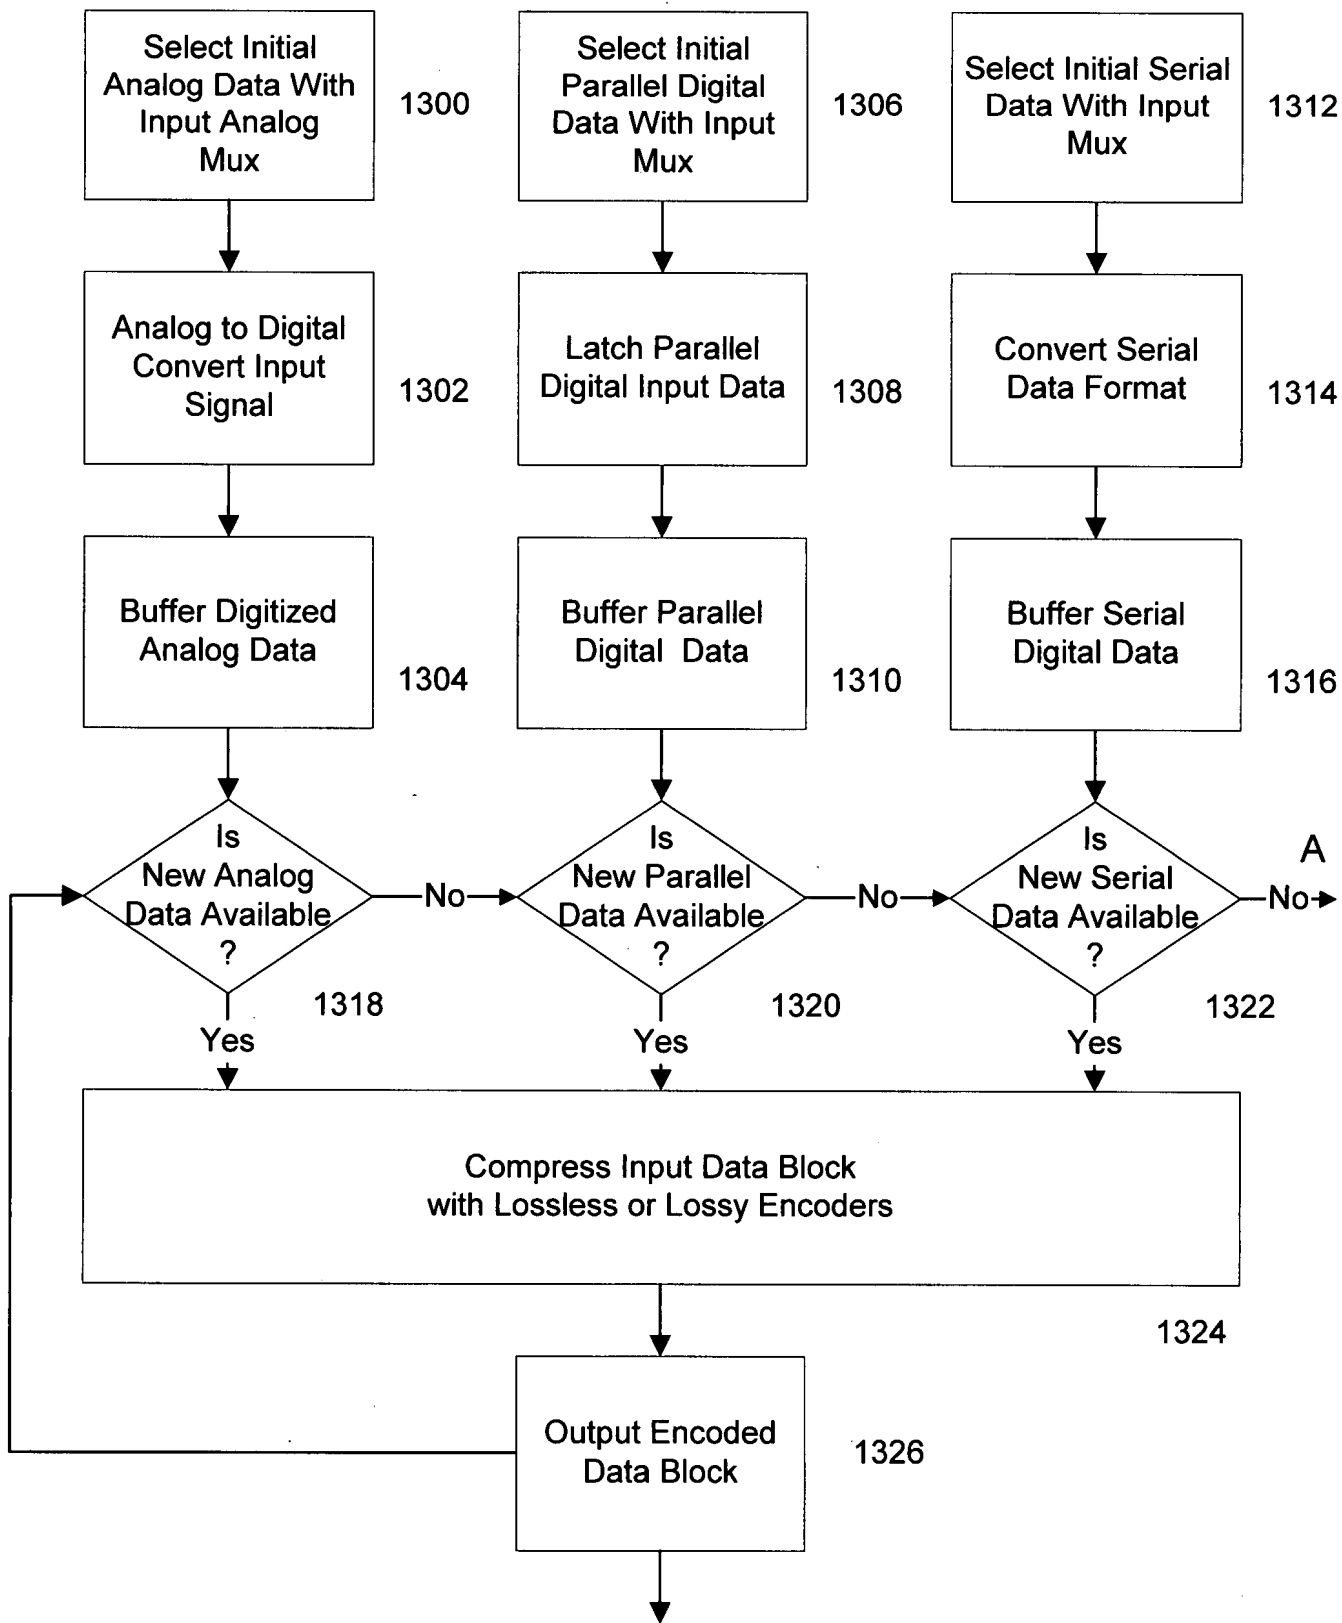 Select Initial
Analog Data With
Input Analog
Mux
1300
Select Initial
Parallel Digital
Data With Input
Mux
1306
Select Initial Serial
Data With Input
Mux
1312
Analog to Digital
Convert Input
Signal
1302
Latch Parallel
Digital Input Data
1308
Convert Serial
Data Format
1314
Buffer Digitized
Analog Data
1304
Buffer Parallel
Digital Data
1310
Buffer Serial
Digital Data
1316
Is
New Analog
Data Available
?
1318
No
Is
New Parallel
Data Available
?
1320
No
Is
New Serial
Data Available
?
1322
A
No
Yes
Yes
Yes
Compress Input Data Block
with Lossless or Lossy Encoders
1324
Output Encoded
Data Block
1326